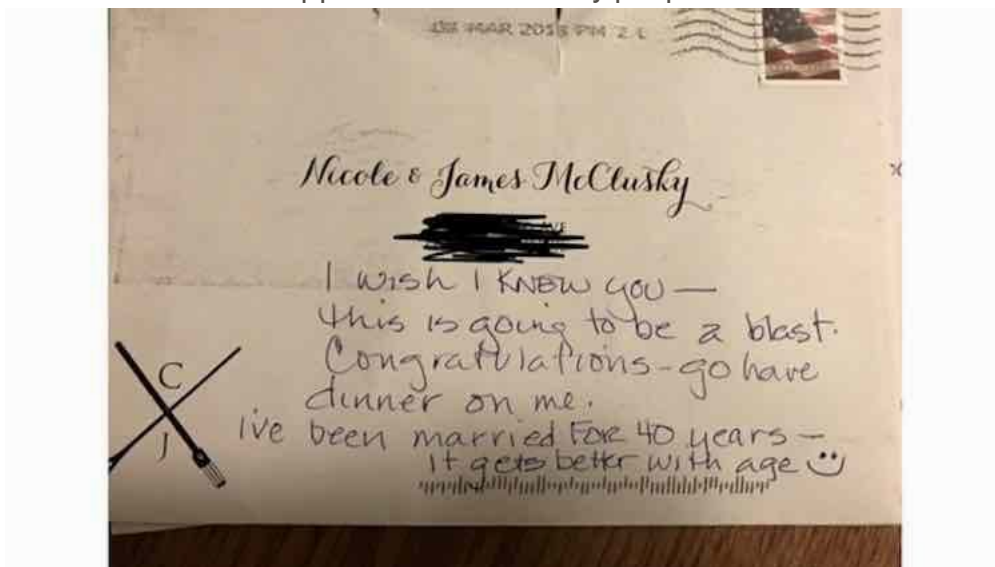 MAR 2018 PM 2 L
Nicole & James McClusky
AVE
I wish I KNEW you —
this is going to be a blast.
Congratulations - go have
dinner on me.
I've been married FOR 40 years —
It gets better with age
C
J